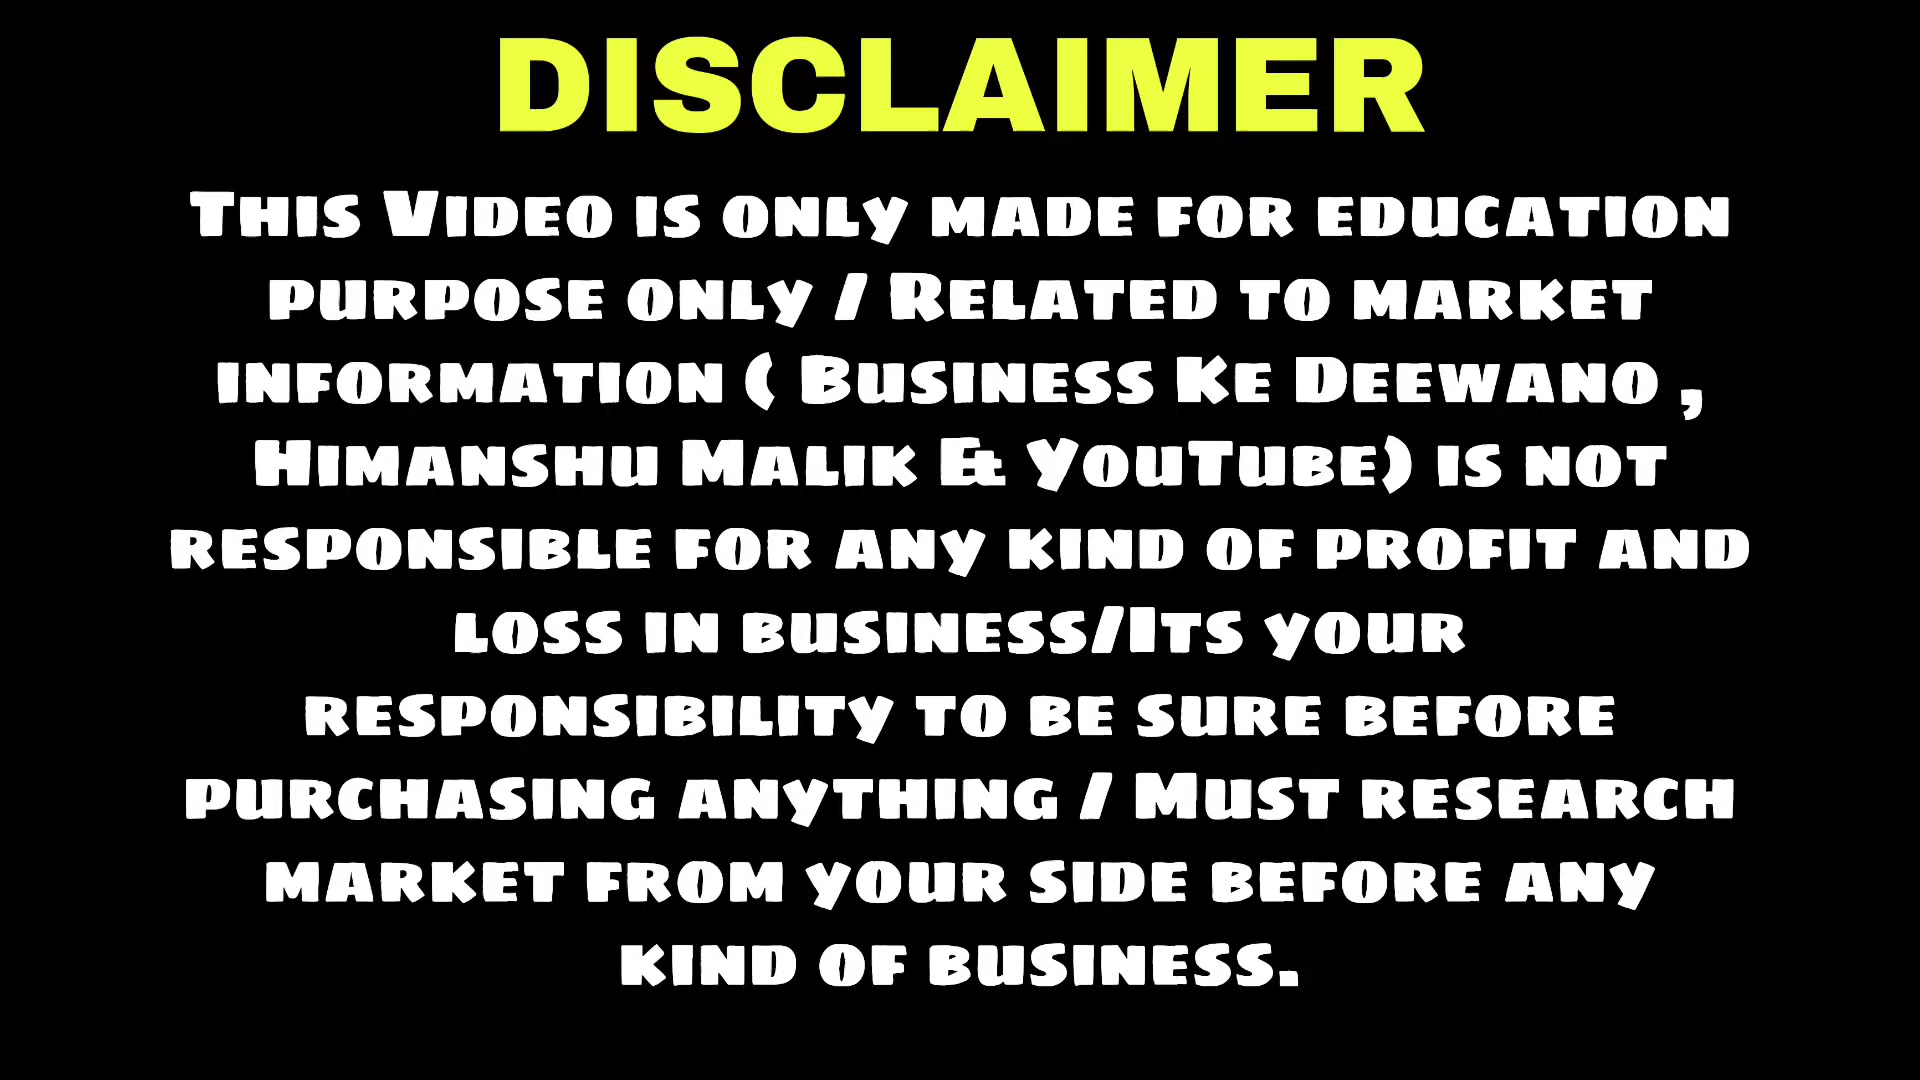 DISCLAIMER
This Video is only made for education
purpose only / Related to market
information ( Business Ke Deewano ,
Himanshu Malik & YouTube) is not
responsible for any kind of profit and
loss in business/Its your
responsibility to be sure before
purchasing anything / Must research
market from your side before any
kind of business.